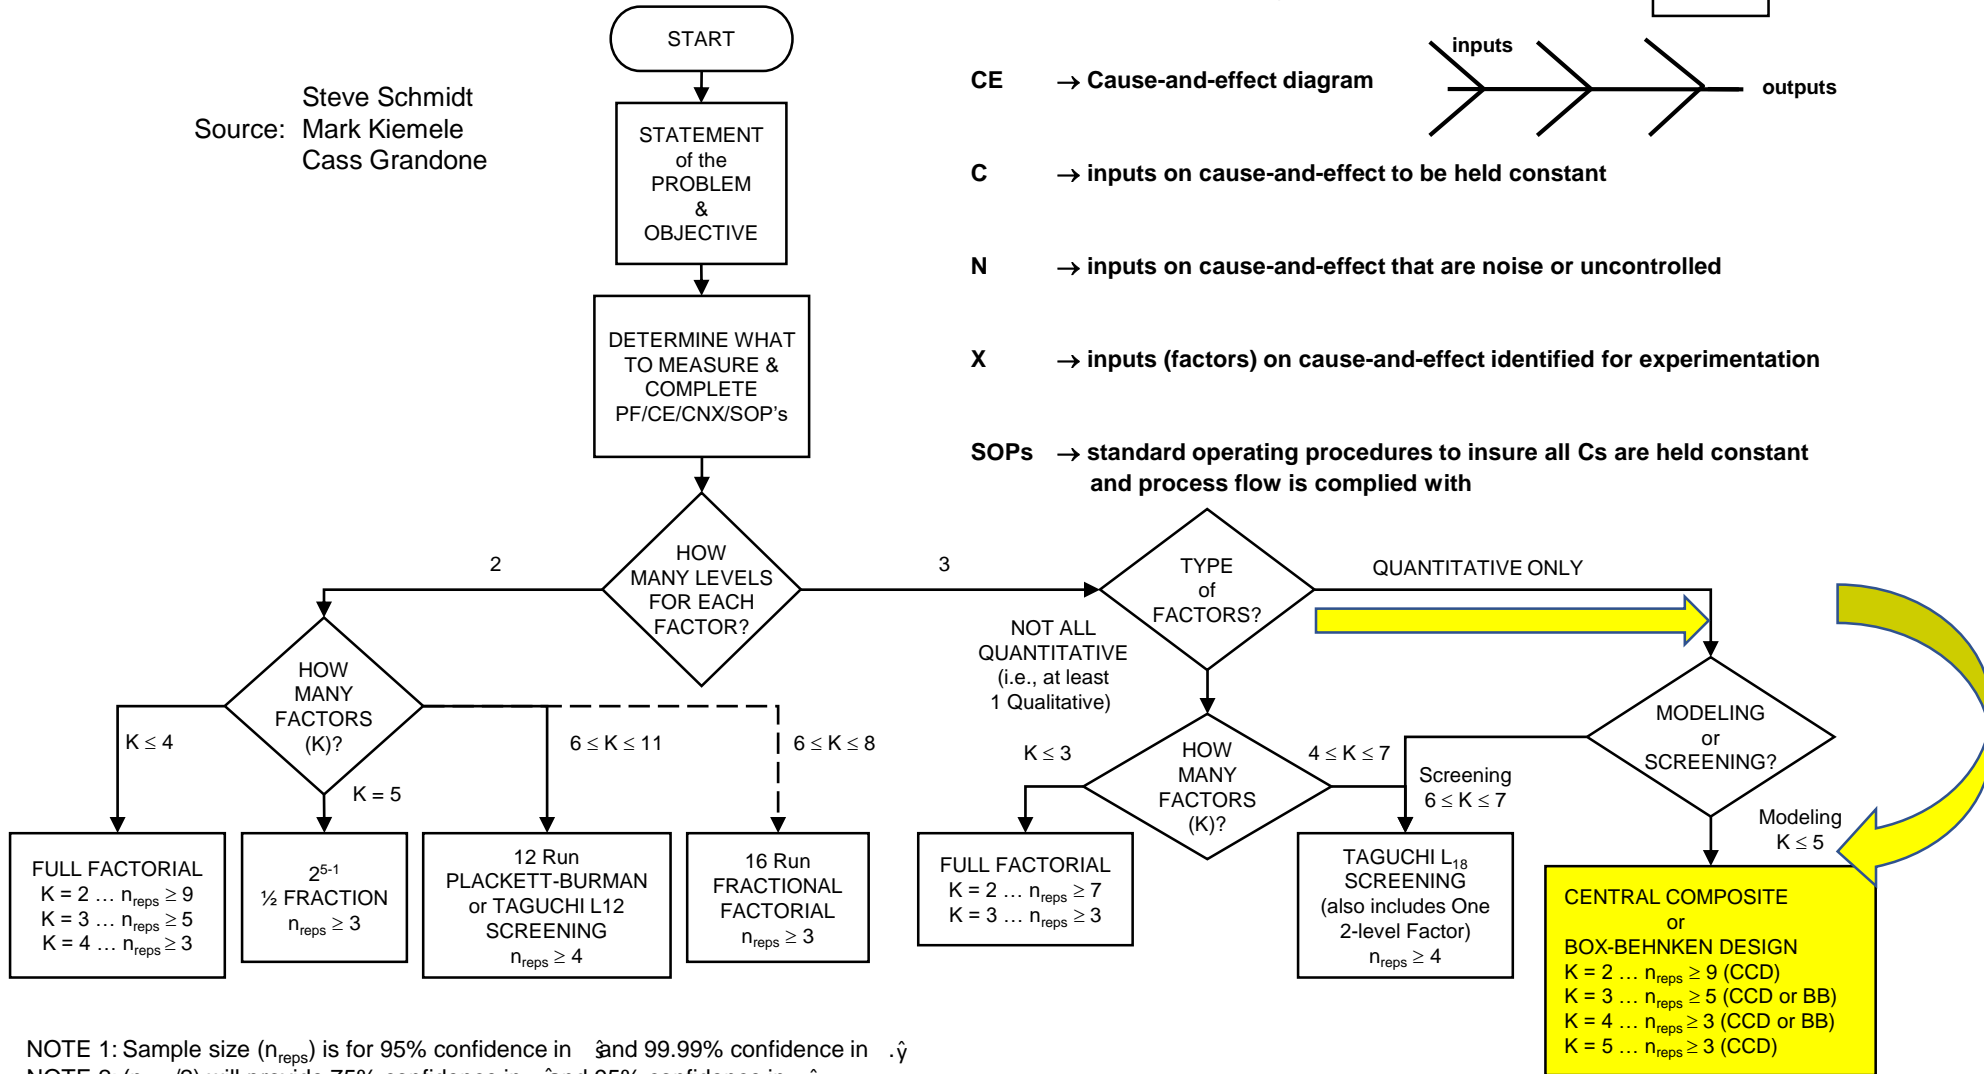 START
Steve Schmidt
Source: Mark Kiemele
Cass Grandone
STATEMENT
of the
PROBLEM
&
OBJECTIVE
DETERMINE WHAT
TO MEASURE &
COMPLETE
PF/CE/CNX/SOP's
inputs
outputs
CE → Cause-and-effect diagram
C → inputs on cause-and-effect to be held constant
N → inputs on cause-and-effect that are noise or uncontrolled
X → inputs (factors) on cause-and-effect identified for experimentation
SOPs → standard operating procedures to insure all Cs are held constant
and process flow is complied with
HOW
MANY LEVELS
FOR EACH
FACTOR?
2
3
TYPE
of
FACTORS?
QUANTITATIVE ONLY
NOT ALL
QUANTITATIVE
(i.e., at least
1 Qualitative)
HOW
MANY
FACTORS
(K)?
K ≤ 4
K = 5
6 ≤ K ≤ 11
6 ≤ K ≤ 8
HOW
MANY
FACTORS
(K)?
K ≤ 3
4 ≤ K ≤ 7
MODELING
or
SCREENING?
Screening
6 ≤ K ≤ 7
Modeling
K ≤ 5
FULL FACTORIAL
K = 2 … nreps ≥ 9
K = 3 … nreps ≥ 5
K = 4 … nreps ≥ 3
2^5-1
½ FRACTION
nreps ≥ 3
12 Run
PLACKETT-BURMAN
or TAGUCHI L12
SCREENING
nreps ≥ 4
16 Run
FRACTIONAL
FACTORIAL
nreps ≥ 3
FULL FACTORIAL
K = 2 … nreps ≥ 7
K = 3 … nreps ≥ 3
TAGUCHI L18
SCREENING
(also includes One
2-level Factor)
nreps ≥ 4
CENTRAL COMPOSITE
or
BOX-BEHNKEN DESIGN
K = 2 … nreps ≥ 9 (CCD)
K = 3 … nreps ≥ 5 (CCD or BB)
K = 4 … nreps ≥ 3 (CCD or BB)
K = 5 … nreps ≥ 3 (CCD)
NOTE 1: Sample size (nreps) is for 95% confidence in ŝ and 99.99% confidence in . ŷ